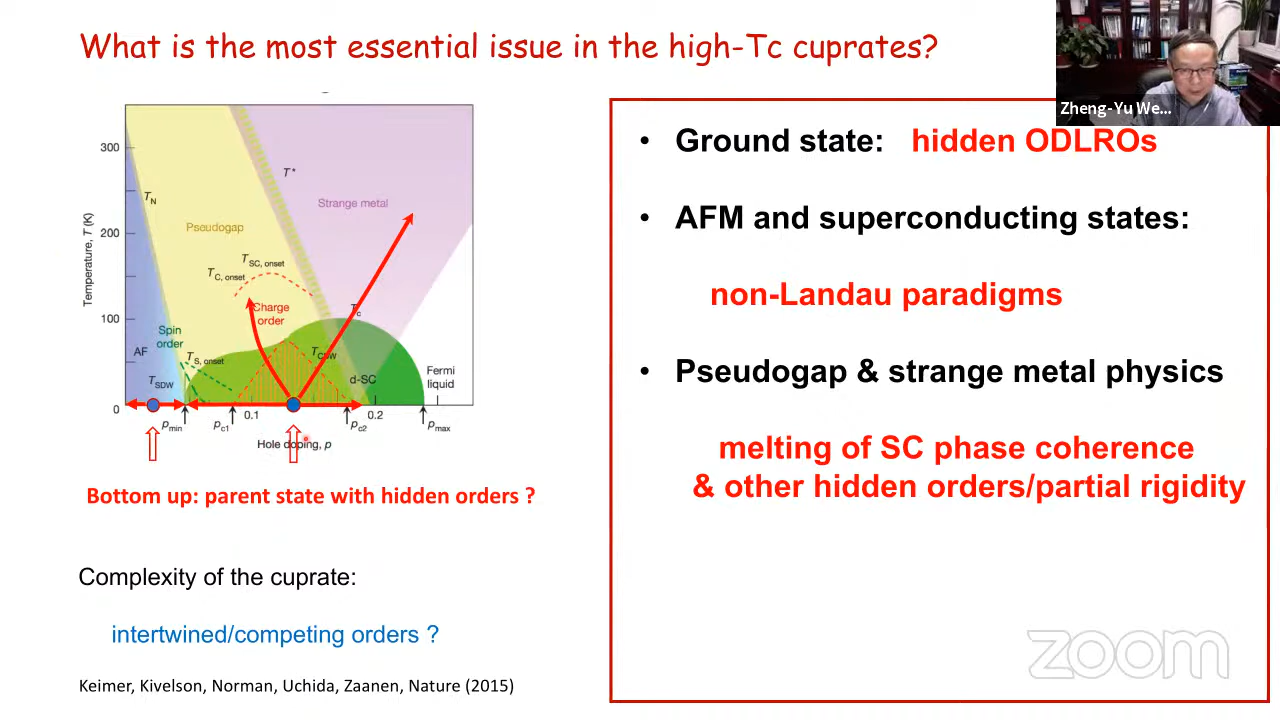 What is the most essential issue in the high-Tc cuprates?
Zheng-Yu We...
300
200
100
0
Temperature, T (K)
T_N
T*
Strange metal
Pseudogap
T_SC, onset
T_C, onset
Charge
order
T_c
Spin
order
AF
T_S, onset
T_CDW
T_SDW
d-SC
Fermi
liquid
0.1
0.2
p_min
p_c1
p_c2
p_max
Hole doping, p
Bottom up: parent state with hidden orders ?
Complexity of the cuprate:
intertwined/competing orders ?
Keimer, Kivelson, Norman, Uchida, Zaanen, Nature (2015)
• Ground state: hidden ODLROs
• AFM and superconducting states:
non-Landau paradigms
• Pseudogap & strange metal physics
melting of SC phase coherence
& other hidden orders/partial rigidity
zoom